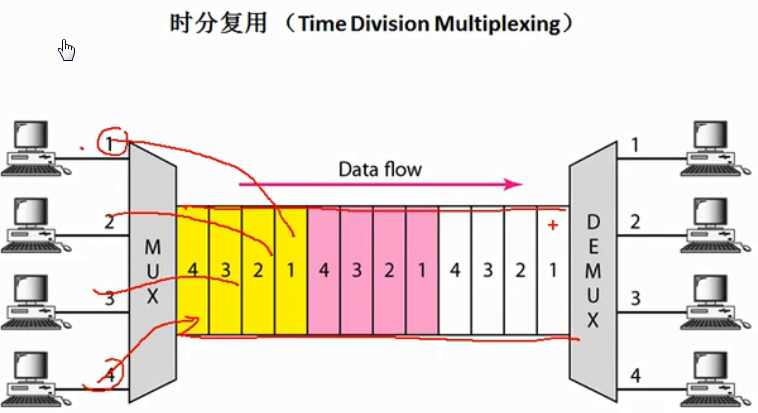 时分复用（Time Division Multiplexing）
Data flow
1
2
3
4
MUX
4 3 2 1 4 3 2 1 4 3 2 1
DEMUX
1
2
3
4